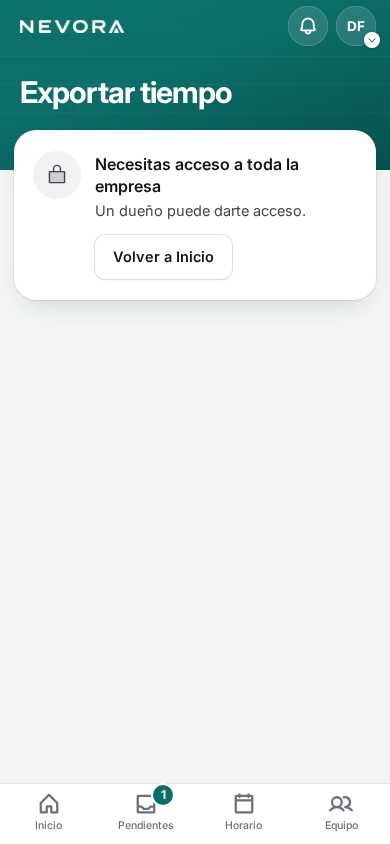 NEVORA
DF
Exportar tiempo
Necesitas acceso a toda la
empresa
Un dueño puede darte acceso.
Volver a Inicio
1
Inicio
Pendientes
Horario
Equipo